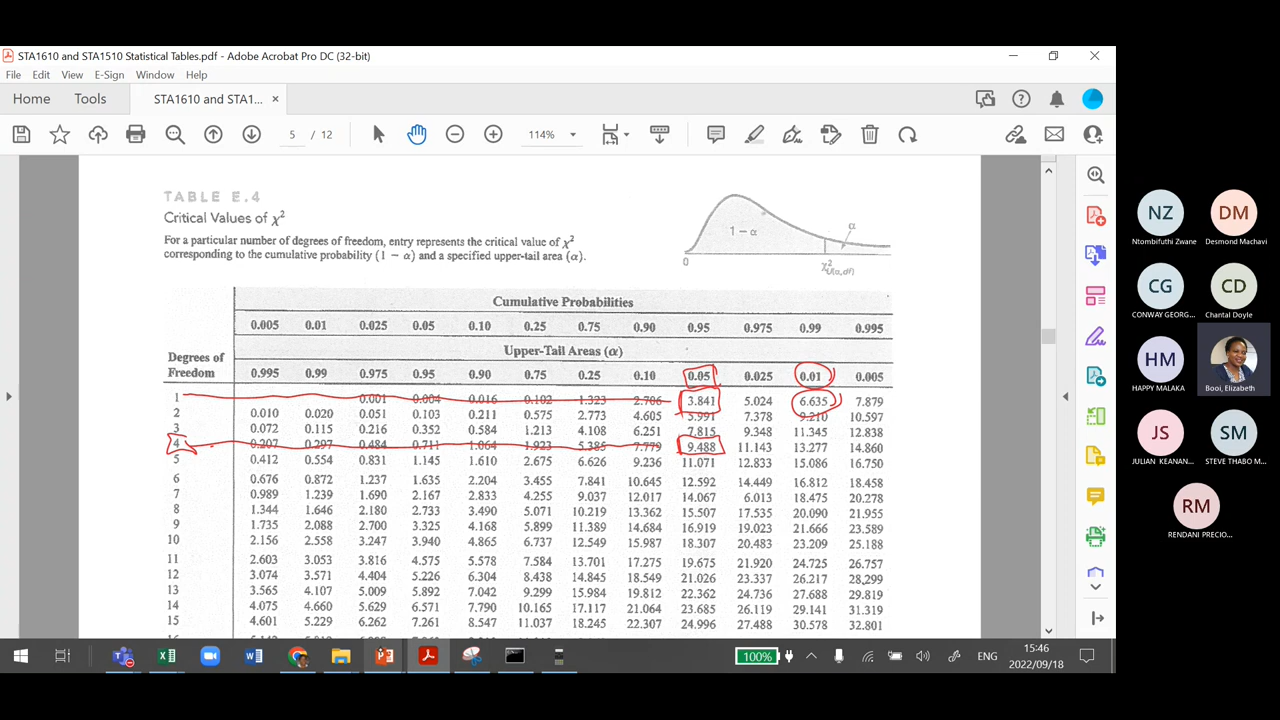 STA1610 and STA1510 Statistical Tables.pdf - Adobe Acrobat Pro DC (32-bit)
File Edit View E-Sign Window Help
Home Tools STA1610 and STA1... ×
5 / 12 114%
TABLE E.4
Critical Values of χ²
For a particular number of degrees of freedom, entry represents the critical value of χ²
corresponding to the cumulative probability (1 − α) and a specified upper-tail area (α).
1 − α
α
0
χ²U(α,df)
Cumulative Probabilities
0.005 0.01 0.025 0.05 0.10 0.25 0.75 0.90 0.95 0.975 0.99 0.995
Upper-Tail Areas (α)
Degrees of
Freedom 0.995 0.99 0.975 0.95 0.90 0.75 0.25 0.10 0.05 0.025 0.01 0.005
1 0.001 0.004 0.016 0.102 1.323 2.706 3.841 5.024 6.635 7.879
2 0.010 0.020 0.051 0.103 0.211 0.575 2.773 4.605 5.991 7.378 9.210 10.597
3 0.072 0.115 0.216 0.352 0.584 1.213 4.108 6.251 7.815 9.348 11.345 12.838
4 0.207 0.297 0.484 0.711 1.064 1.923 5.385 7.779 9.488 11.143 13.277 14.860
5 0.412 0.554 0.831 1.145 1.610 2.675 6.626 9.236 11.071 12.833 15.086 16.750
6 0.676 0.872 1.237 1.635 2.204 3.455 7.841 10.645 12.592 14.449 16.812 18.458
7 0.989 1.239 1.690 2.167 2.833 4.255 9.037 12.017 14.067 6.013 18.475 20.278
8 1.344 1.646 2.180 2.733 3.490 5.071 10.219 13.362 15.507 17.535 20.090 21.955
9 1.735 2.088 2.700 3.325 4.168 5.899 11.389 14.684 16.919 19.023 21.666 23.589
10 2.156 2.558 3.247 3.940 4.865 6.737 12.549 15.987 18.307 20.483 23.209 25.188
11 2.603 3.053 3.816 4.575 5.578 7.584 13.701 17.275 19.675 21.920 24.725 26.757
12 3.074 3.571 4.404 5.226 6.304 8.438 14.845 18.549 21.026 23.337 26.217 28,299
13 3.565 4.107 5.009 5.892 7.042 9.299 15.984 19.812 22.362 24.736 27.688 29.819
14 4.075 4.660 5.629 6.571 7.790 10.165 17.117 21.064 23.685 26.119 29.141 31.319
15 4.601 5.229 6.262 7.261 8.547 11.037 18.245 22.307 24.996 27.488 30.578 32.801
100% ENG 15:46
2022/09/18
NZ DM
Ntombifuthi Zwane Desmond Machavi
CG CD
CONWAY GEORG... Chantal Doyle
HM
HAPPY MALAKA Booi, Elizabeth
JS SM
JULIAN KEANAN... STEVE THABO M...
RM
RENDANI PRECIO...